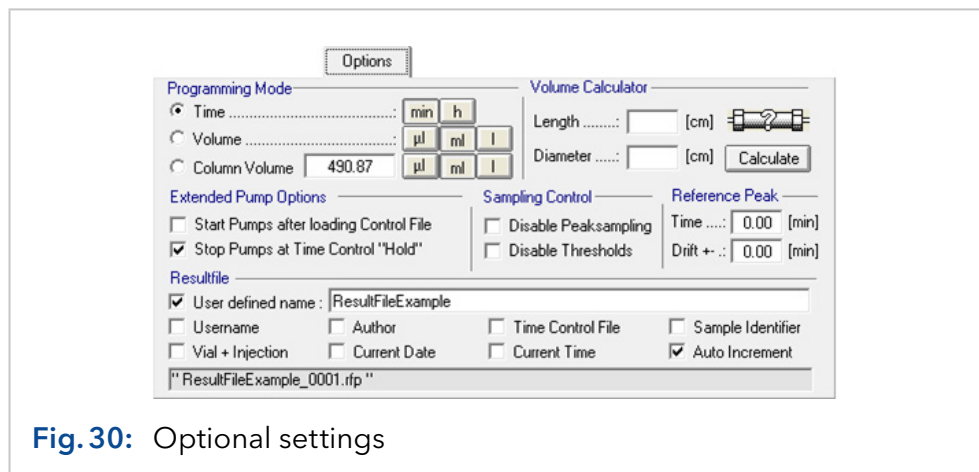 Options
Programming Mode
Time ........................................: min h
Volume .....................................: µl ml l
Column Volume 490.87 µl ml l
Volume Calculator
Length .......: [cm]
Diameter .....: [cm] Calculate
Extended Pump Options
Start Pumps after loading Control File
Stop Pumps at Time Control "Hold"
Sampling Control
Disable Peaksampling
Disable Thresholds
Reference Peak
Time ....: 0.00 [min]
Drift +- .: 0.00 [min]
Resultfile
User defined name : ResultFileExample
Username Author Time Control File Sample Identifier
Vial + Injection Current Date Current Time Auto Increment
" ResultFileExample_0001.rfp "
Fig. 30: Optional settings